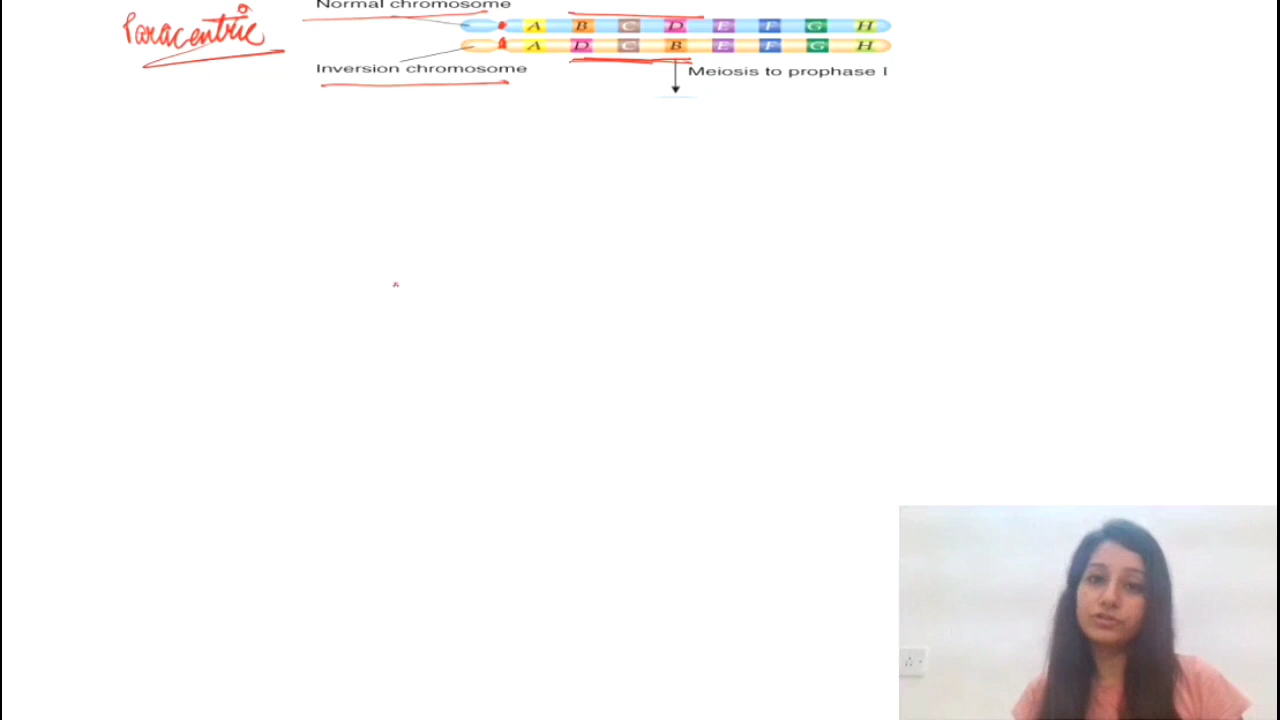 Normal chromosome
Paracentric
A B C D E F G H
A D C B E F G H
Inversion chromosome
Meiosis to prophase I